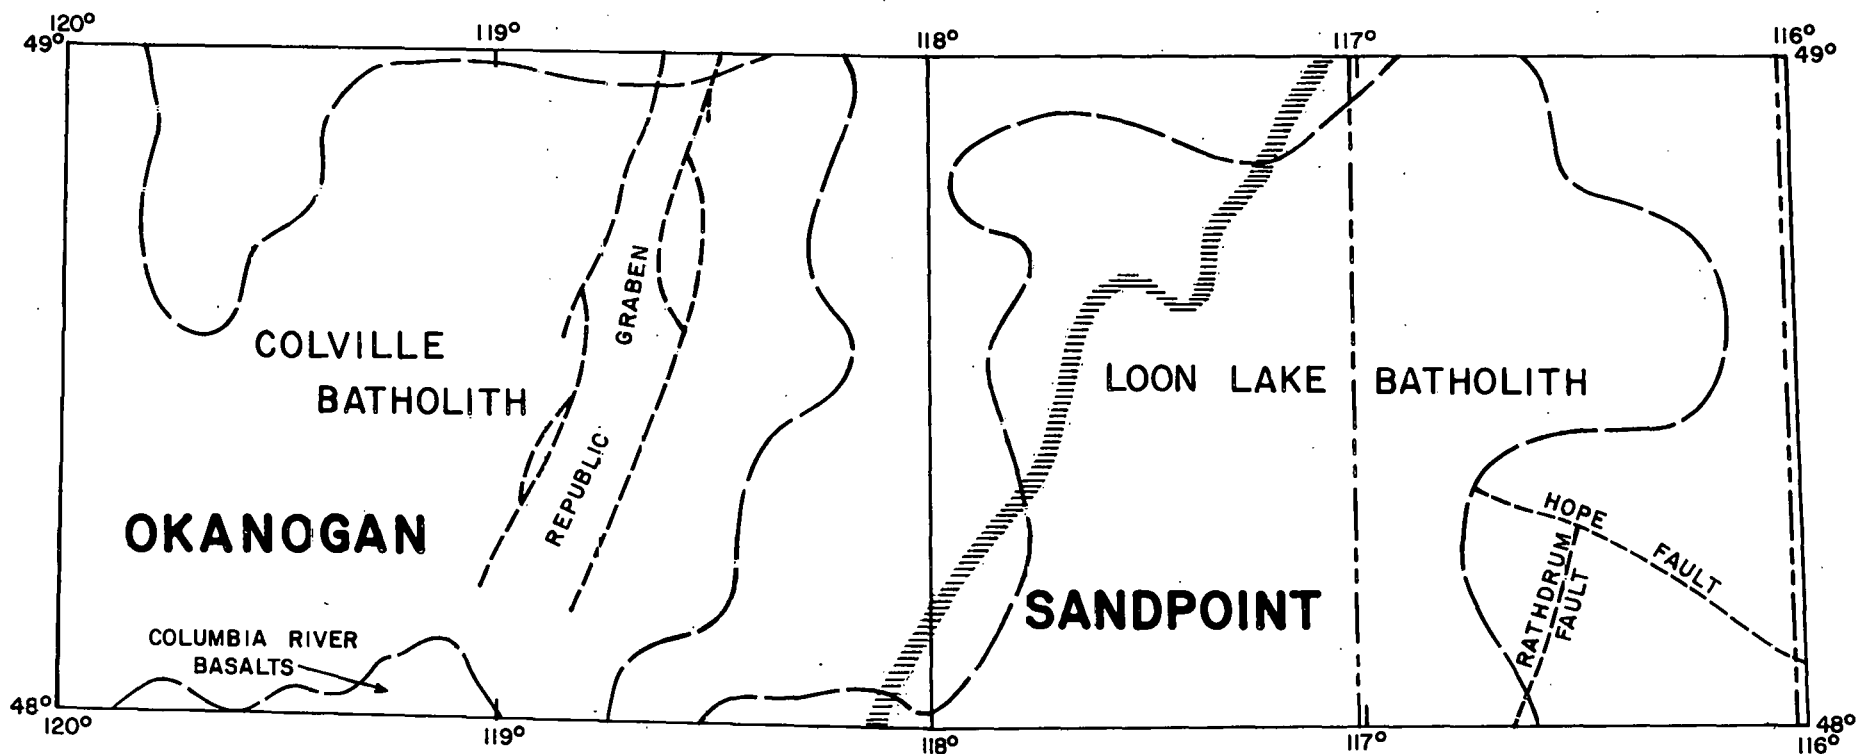 120°
119°
118°
117°
116°
49°
49°
GRABEN
COLVILLE
BATHOLITH
LOON LAKE BATHOLITH
REPUBLIC
OKANOGAN
HOPE
FAULT
RATHDRUM
FAULT
SANDPOINT
COLUMBIA RIVER
BASALTS
48°
48°
120°
119°
118°
117°
116°